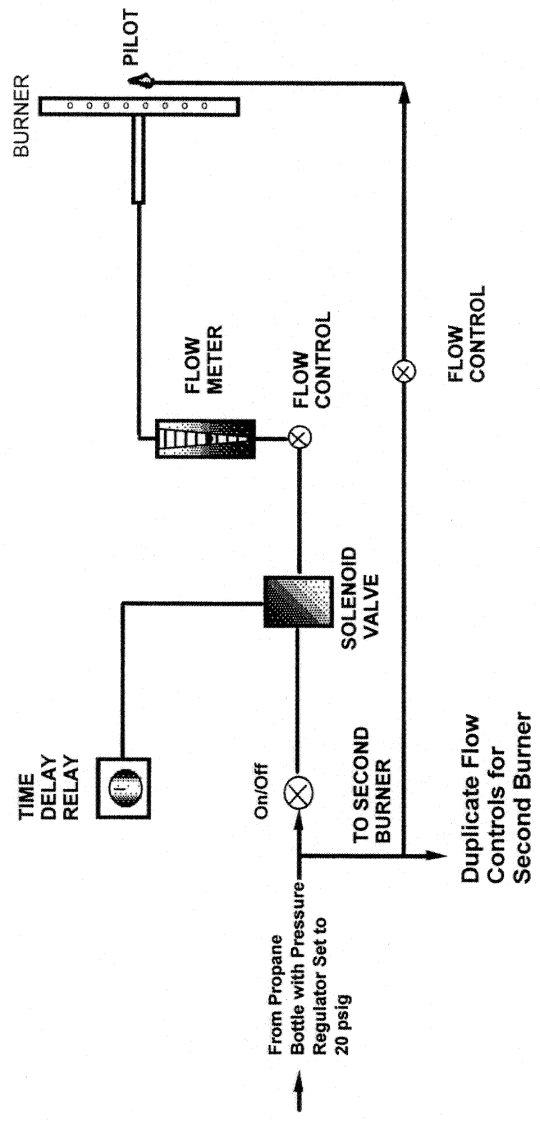 BURNER
PILOT
FLOW
METER
FLOW
CONTROL
FLOW
CONTROL
SOLENOID
VALVE
TIME
DELAY
RELAY
On/Off
TO SECOND
BURNER
Duplicate Flow
Controls for
Second Burner
From Propane
Bottle with Pressure
Regulator Set to
20 psig